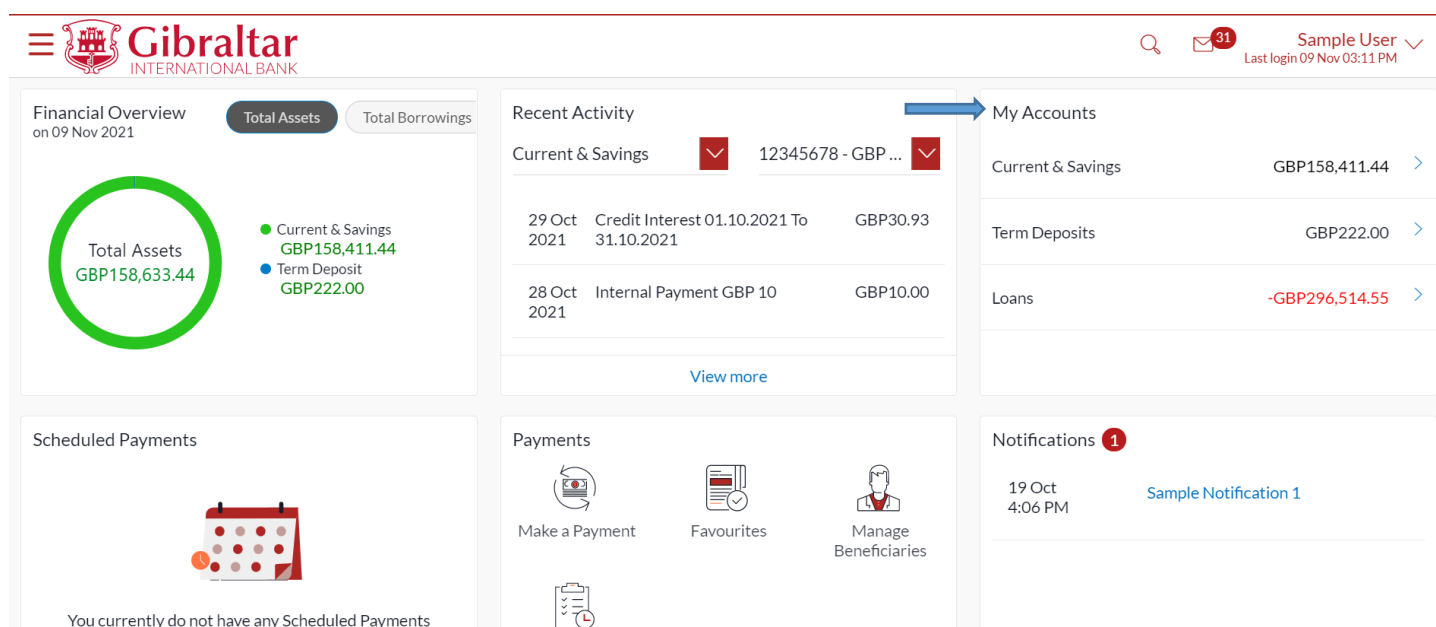 Gibraltar
INTERNATIONAL BANK
31
Sample User
Last login 09 Nov 03:11 PM
Financial Overview
on 09 Nov 2021
Total Assets
Total Borrowings
Total Assets
GBP158,633.44
Current & Savings
GBP158,411.44
Term Deposit
GBP222.00
Recent Activity
Current & Savings
12345678 - GBP ...
29 Oct 2021
Credit Interest 01.10.2021 To
31.10.2021
GBP30.93
28 Oct 2021
Internal Payment GBP 10
GBP10.00
View more
My Accounts
Current & Savings GBP158,411.44
Term Deposits GBP222.00
Loans -GBP296,514.55
Scheduled Payments
You currently do not have any Scheduled Payments
Payments
Make a Payment
Favourites
Manage
Beneficiaries
Notifications 1
19 Oct
4:06 PM
Sample Notification 1